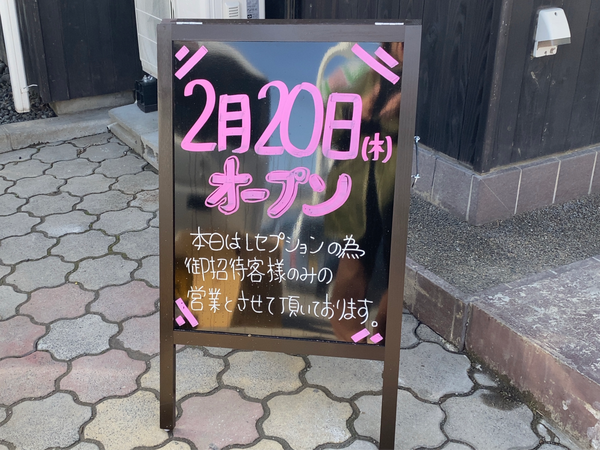 2月20日(木)
オープン
本日はレセプションの為
御招待客様のみの
営業とさせて頂いております。